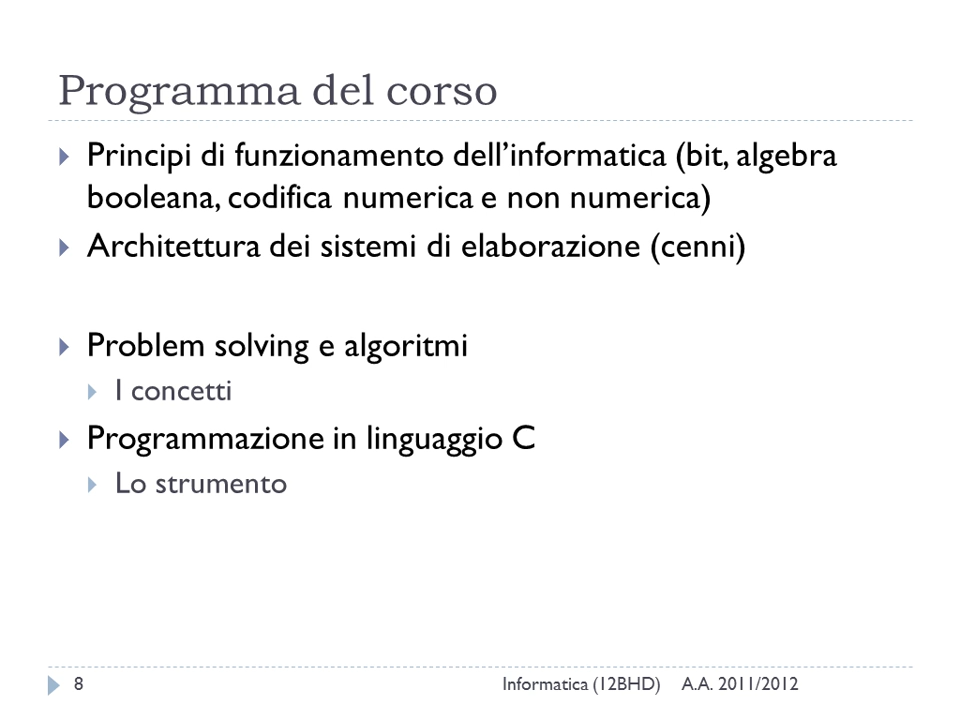 Programma del corso
Principi di funzionamento dell’informatica (bit, algebra
booleana, codifica numerica e non numerica)
Architettura dei sistemi di elaborazione (cenni)
Problem solving e algoritmi
I concetti
Programmazione in linguaggio C
Lo strumento
8 Informatica (12BHD) A.A. 2011/2012